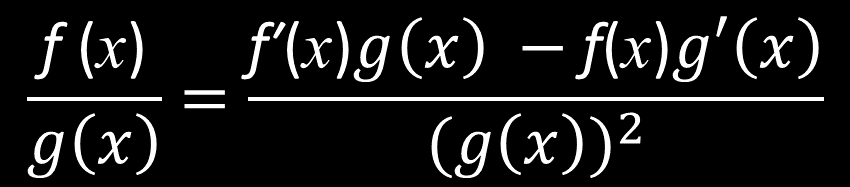 f (x) / g(x) = f′(x)g(x) − f(x)g′(x) / (g(x))²